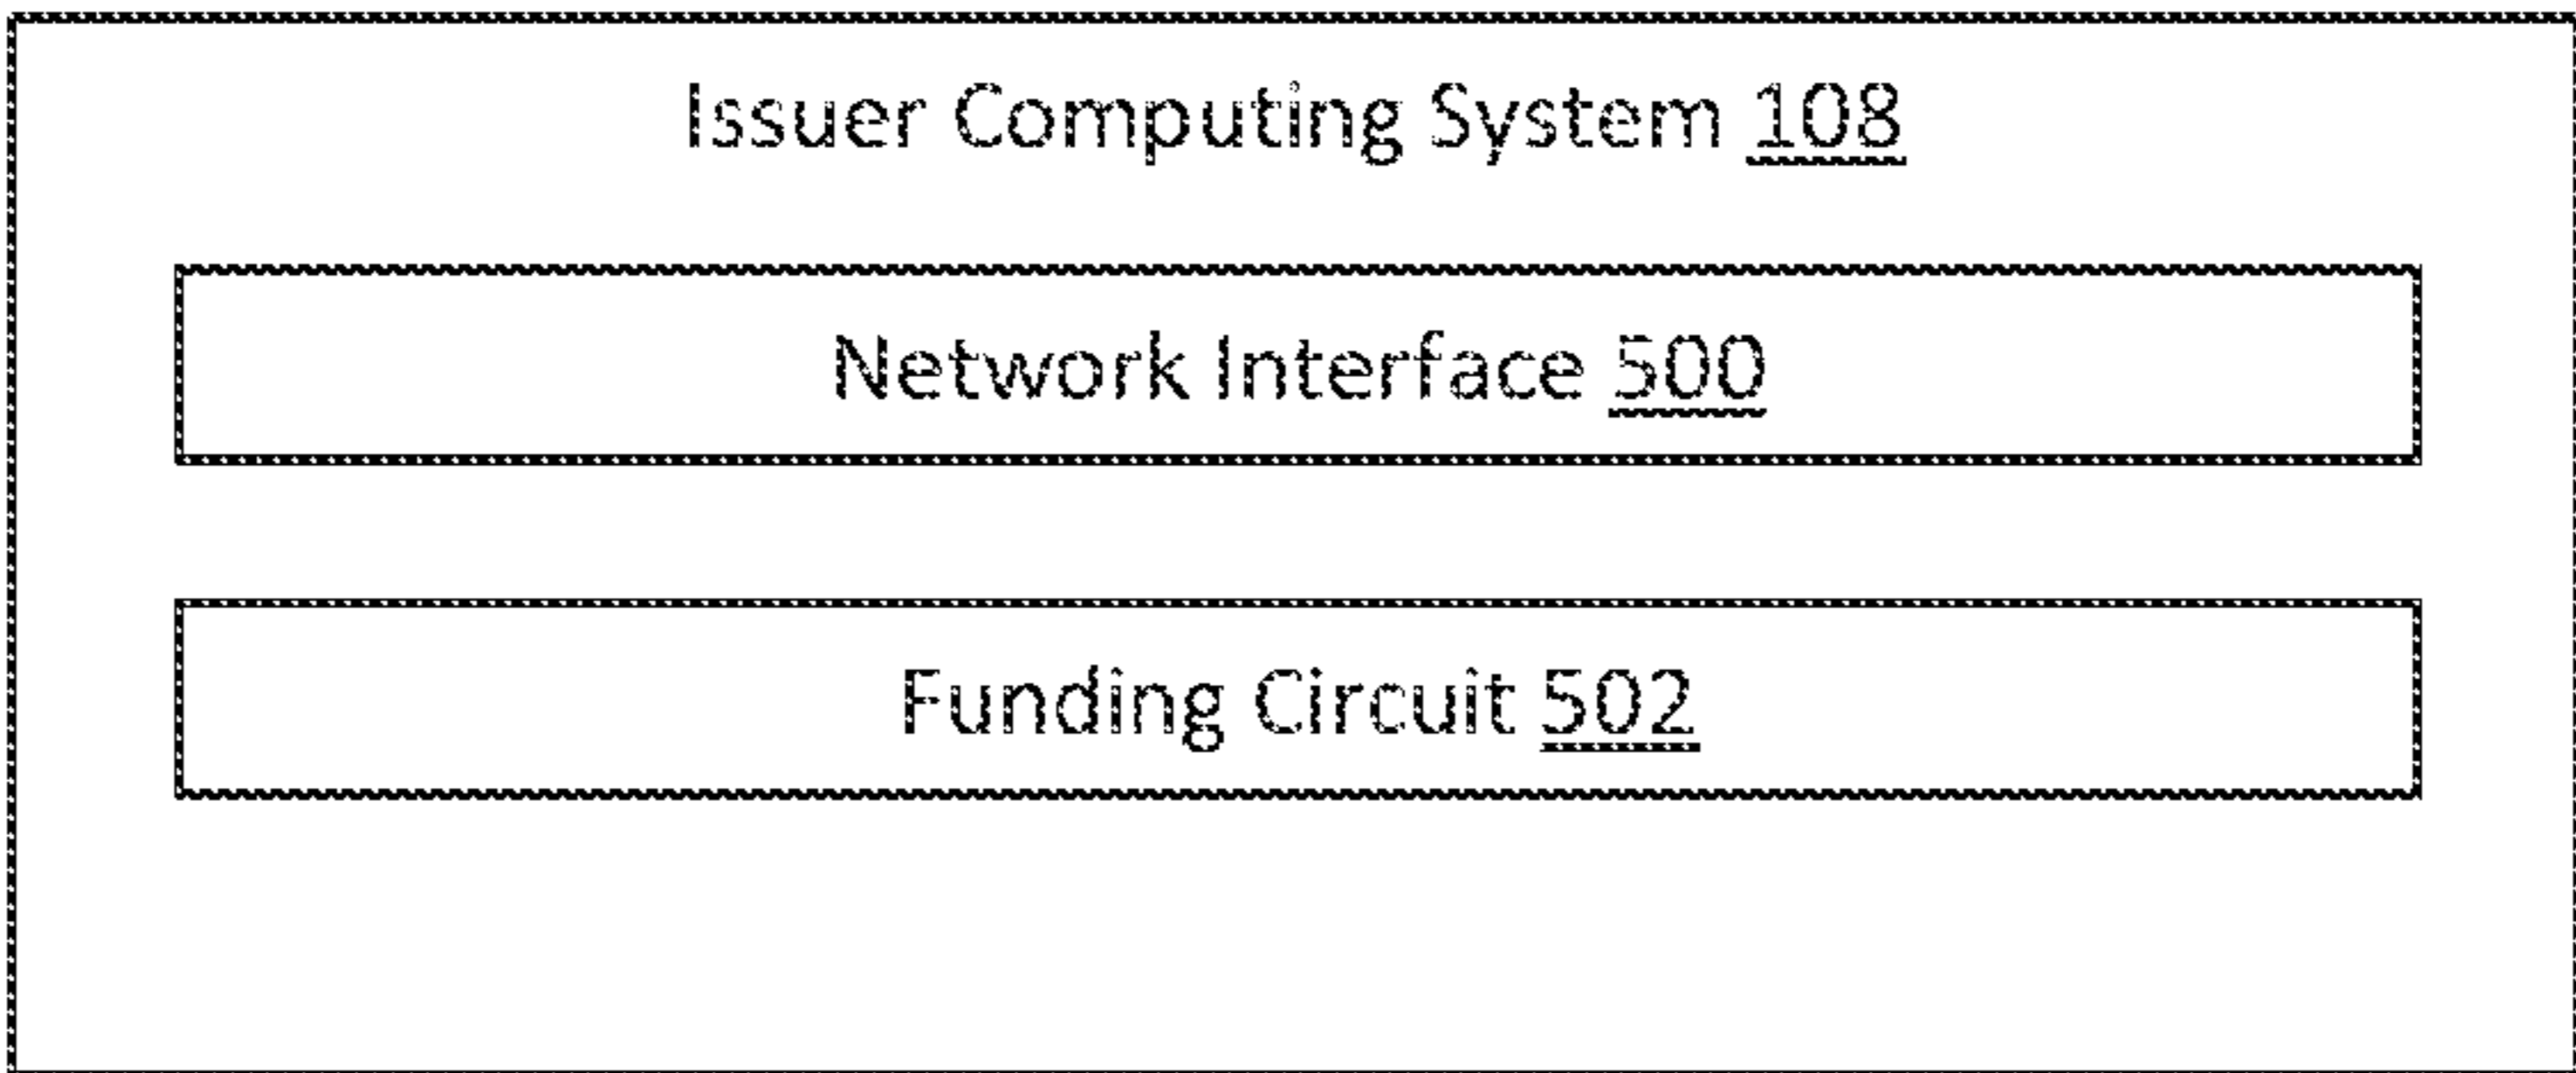 Issuer Computing System 108
Network Interface 500
Funding Circuit 502